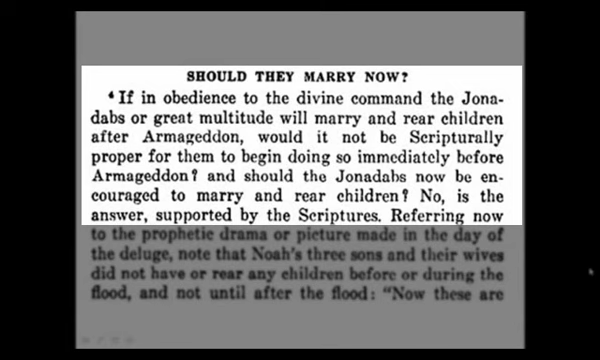 SHOULD THEY MARRY NOW?
⁴ If in obedience to the divine command the Jona-
dabs or great multitude will marry and rear children
after Armageddon, would it not be Scripturally
proper for them to begin doing so immediately before
Armageddon? and should the Jonadabs now be en-
couraged to marry and rear children? No, is the
answer, supported by the Scriptures. Referring now
to the prophetic drama or picture made in the day of
the deluge, note that Noah's three sons and their wives
did not have or rear any children before or during the
flood, and not until after the flood: "Now these are